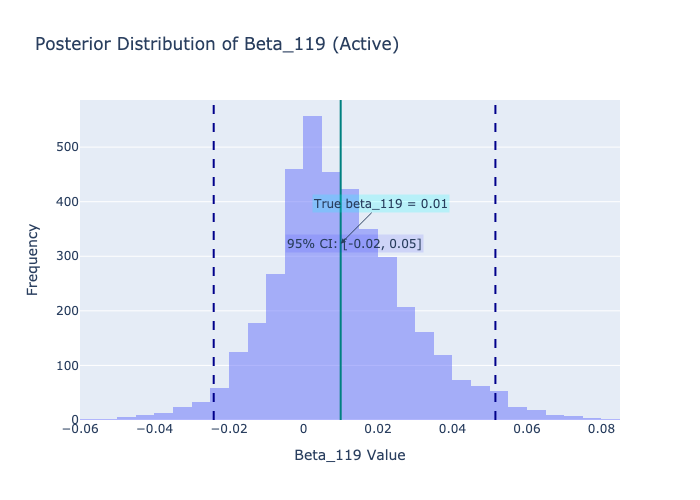 Posterior Distribution of Beta_119 (Active)
500
400
300
200
100
0
True beta_119 = 0.01
95% CI: [-0.02, 0.05]
−0.06
−0.04
−0.02
0
0.02
0.04
0.06
0.08
Beta_119 Value
Frequency